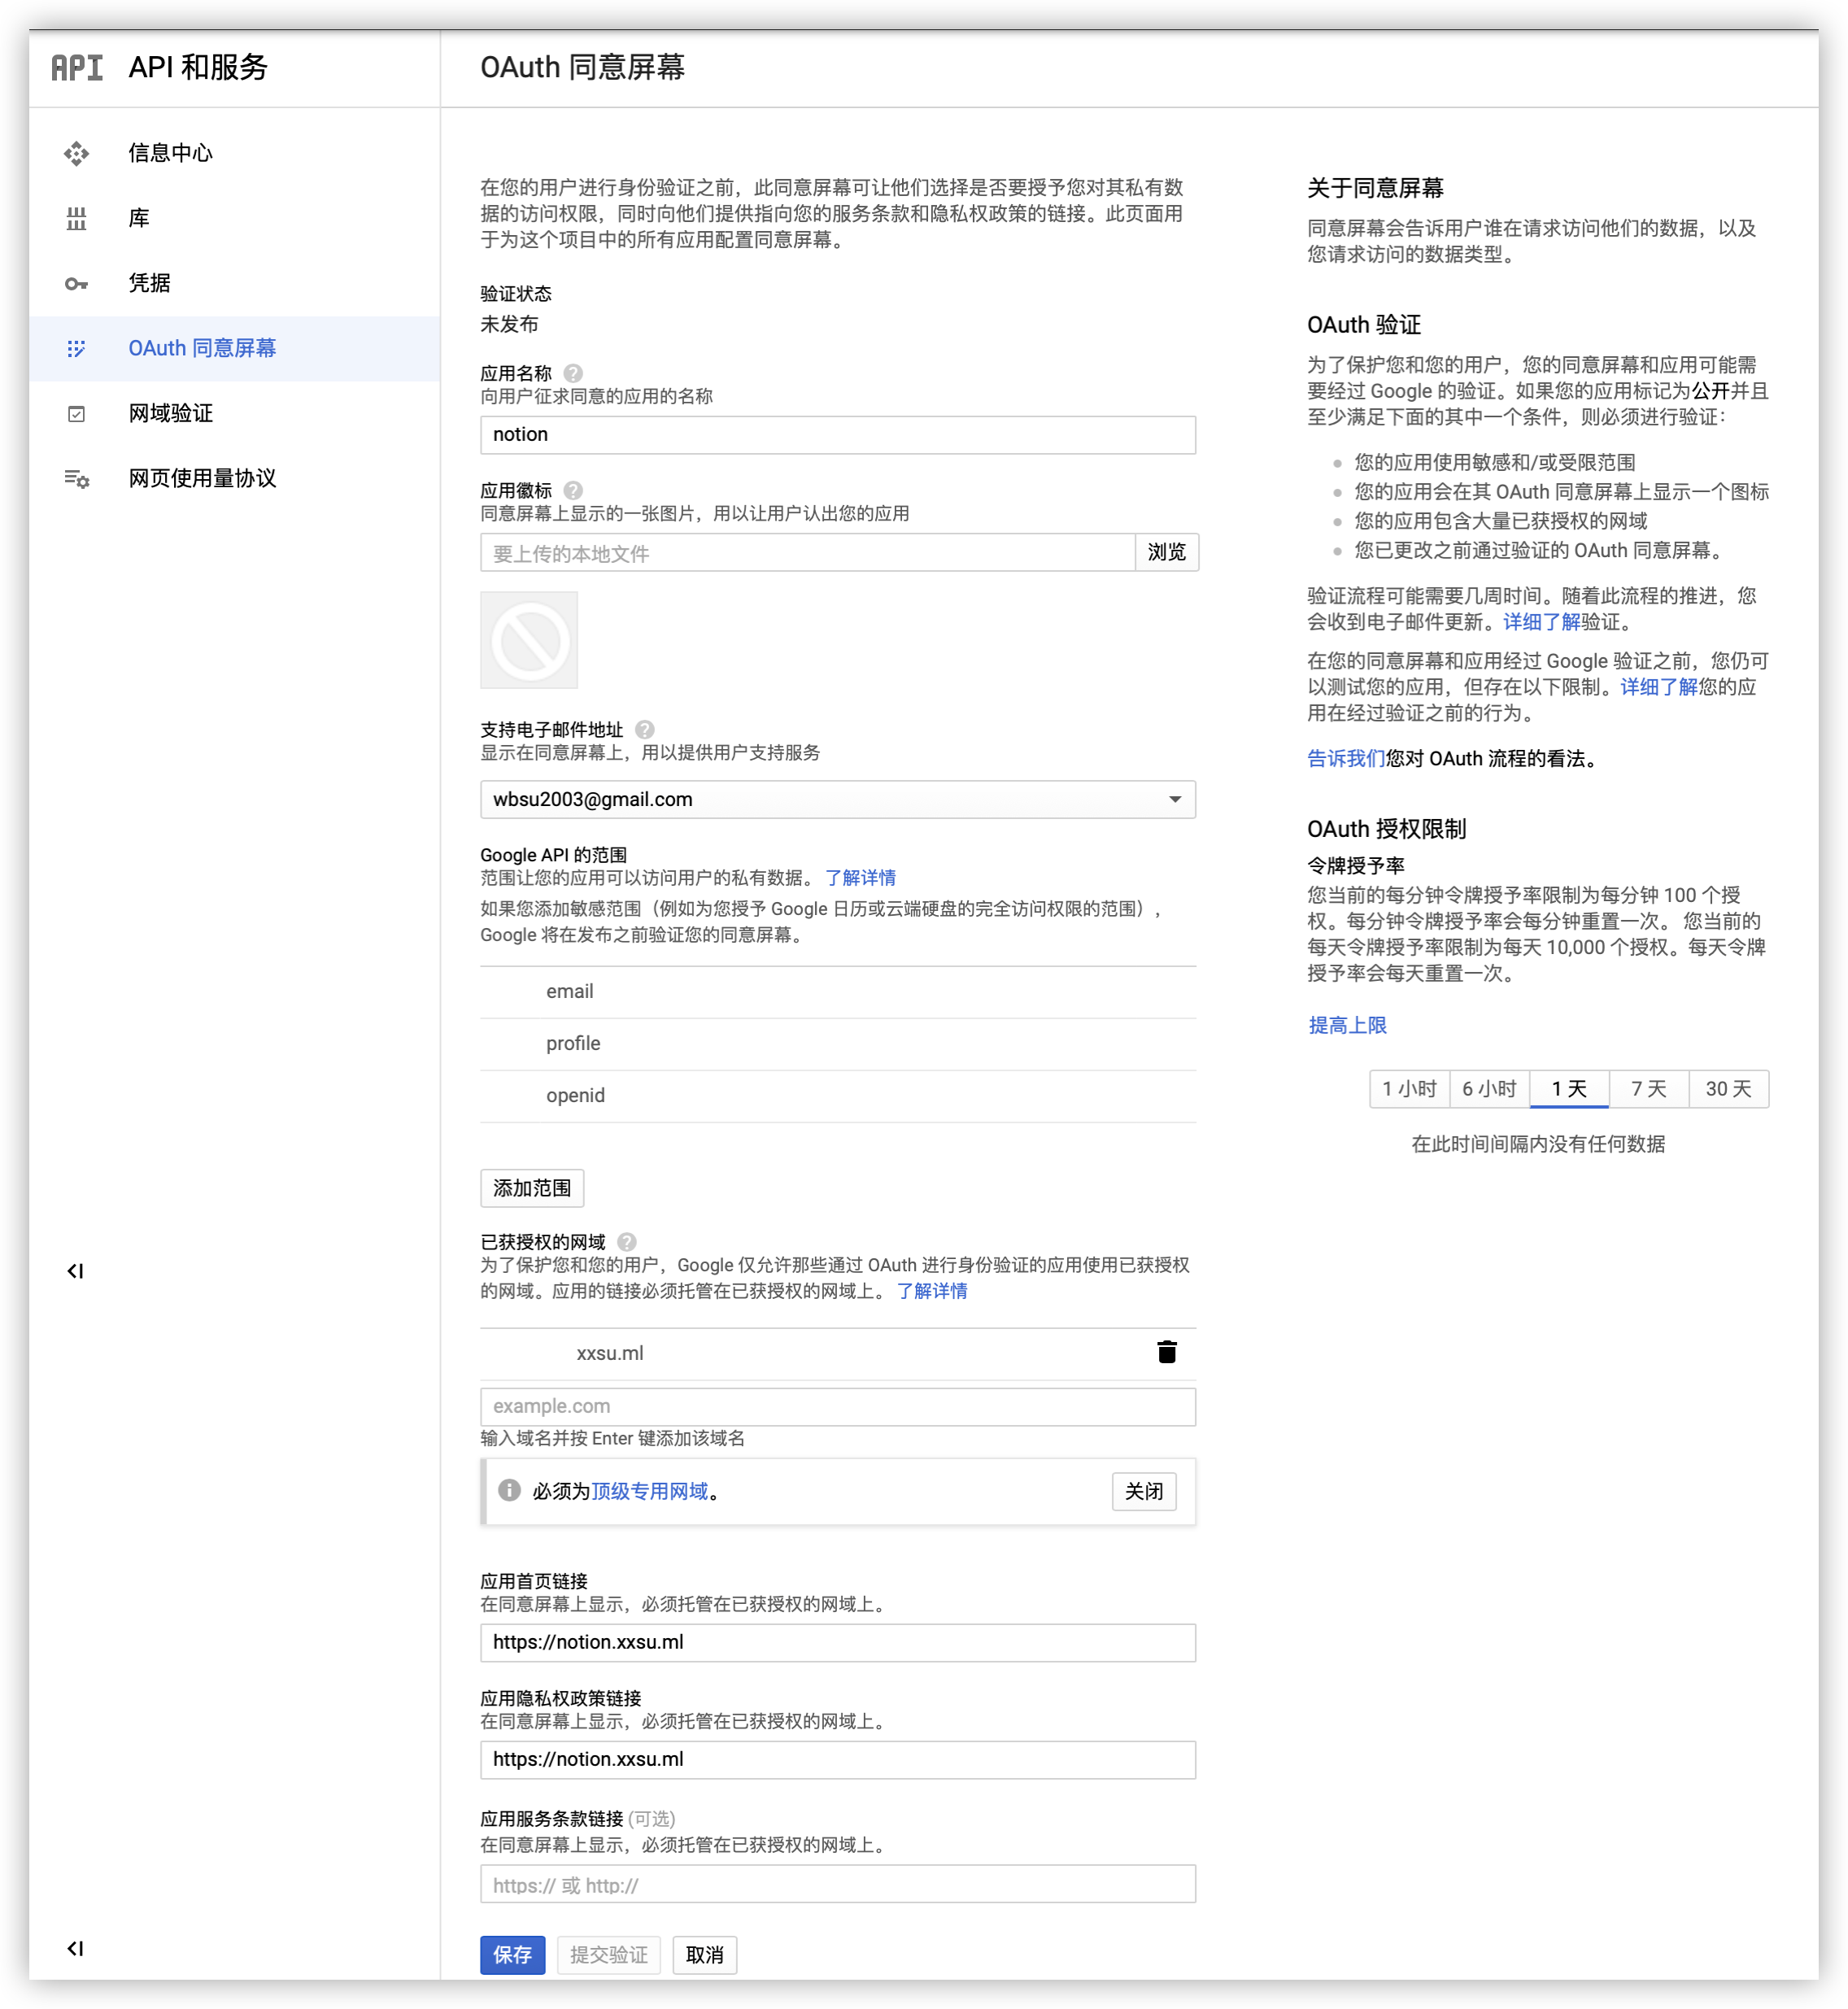 API API 和服务
信息中心
库
凭据
OAuth 同意屏幕
网域验证
网页使用量协议
OAuth 同意屏幕
在您的用户进行身份验证之前，此同意屏幕可让他们选择是否要授予您对其私有数
据的访问权限，同时向他们提供指向您的服务条款和隐私权政策的链接。此页面用
于为这个项目中的所有应用配置同意屏幕。
验证状态
未发布
应用名称
向用户征求同意的应用的名称
notion
应用徽标
同意屏幕上显示的一张图片，用以让用户认出您的应用
要上传的本地文件 浏览
支持电子邮件地址
显示在同意屏幕上，用以提供用户支持服务
wbsu2003@gmail.com
Google API 的范围
范围让您的应用可以访问用户的私有数据。 了解详情
如果您添加敏感范围（例如为您授予 Google 日历或云端硬盘的完全访问权限的范围），
Google 将在发布之前验证您的同意屏幕。
email
profile
openid
添加范围
已获授权的网域
为了保护您和您的用户，Google 仅允许那些通过 OAuth 进行身份验证的应用使用已获授权
的网域。应用的链接必须托管在已获授权的网域上。 了解详情
xxsu.ml
example.com
输入域名并按 Enter 键添加该域名
必须为顶级专用网域。 关闭
应用首页链接
在同意屏幕上显示，必须托管在已获授权的网域上。
https://notion.xxsu.ml
应用隐私权政策链接
在同意屏幕上显示，必须托管在已获授权的网域上。
https://notion.xxsu.ml
应用服务条款链接 (可选)
在同意屏幕上显示，必须托管在已获授权的网域上。
https:// 或 http://
保存 提交验证 取消
关于同意屏幕
同意屏幕会告诉用户谁在请求访问他们的数据，以及
您请求访问的数据类型。
OAuth 验证
为了保护您和您的用户，您的同意屏幕和应用可能需
要经过 Google 的验证。如果您的应用标记为公开并且
至少满足下面的其中一个条件，则必须进行验证：
您的应用使用敏感和/或受限范围
您的应用会在其 OAuth 同意屏幕上显示一个图标
您的应用包含大量已获授权的网域
您已更改之前通过验证的 OAuth 同意屏幕。
验证流程可能需要几周时间。随着此流程的推进，您
会收到电子邮件更新。详细了解验证。
在您的同意屏幕和应用经过 Google 验证之前，您仍可
以测试您的应用，但存在以下限制。详细了解您的应
用在经过验证之前的行为。
告诉我们您对 OAuth 流程的看法。
OAuth 授权限制
令牌授予率
您当前的每分钟令牌授予率限制为每分钟 100 个授
权。每分钟令牌授予率会每分钟重置一次。 您当前的
每天令牌授予率限制为每天 10,000 个授权。每天令牌
授予率会每天重置一次。
提高上限
1 小时 6 小时 1 天 7 天 30 天
在此时间间隔内没有任何数据